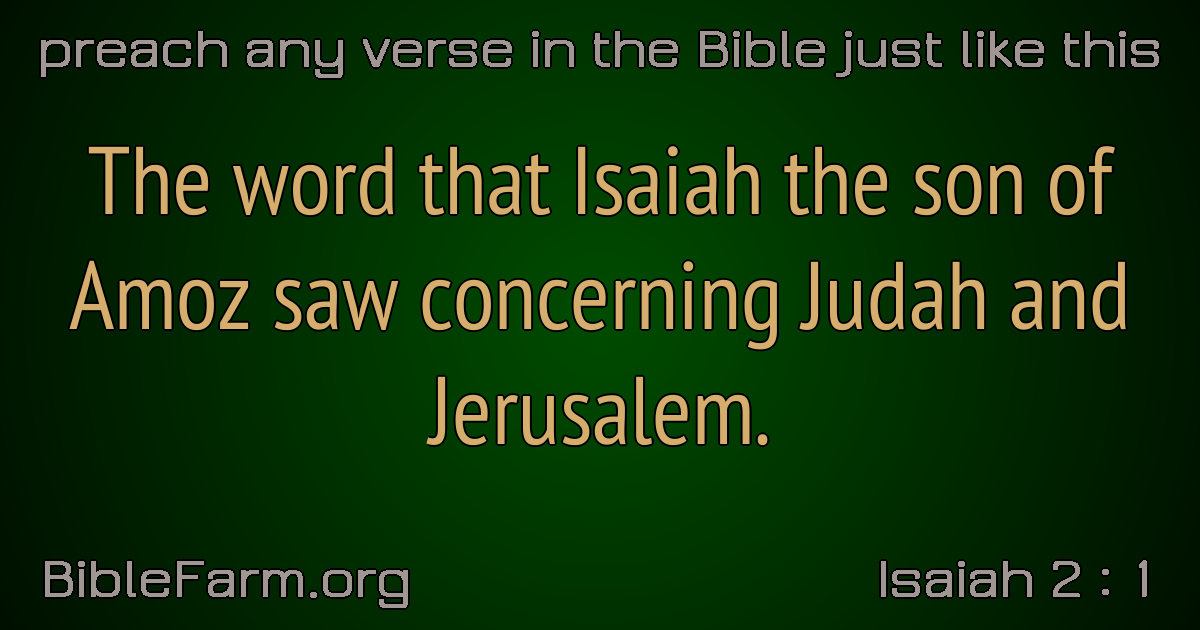 preach any verse in the Bible just like this
The word that Isaiah the son of
Amoz saw concerning Judah and
Jerusalem.
BibleFarm.org
Isaiah 2 : 1